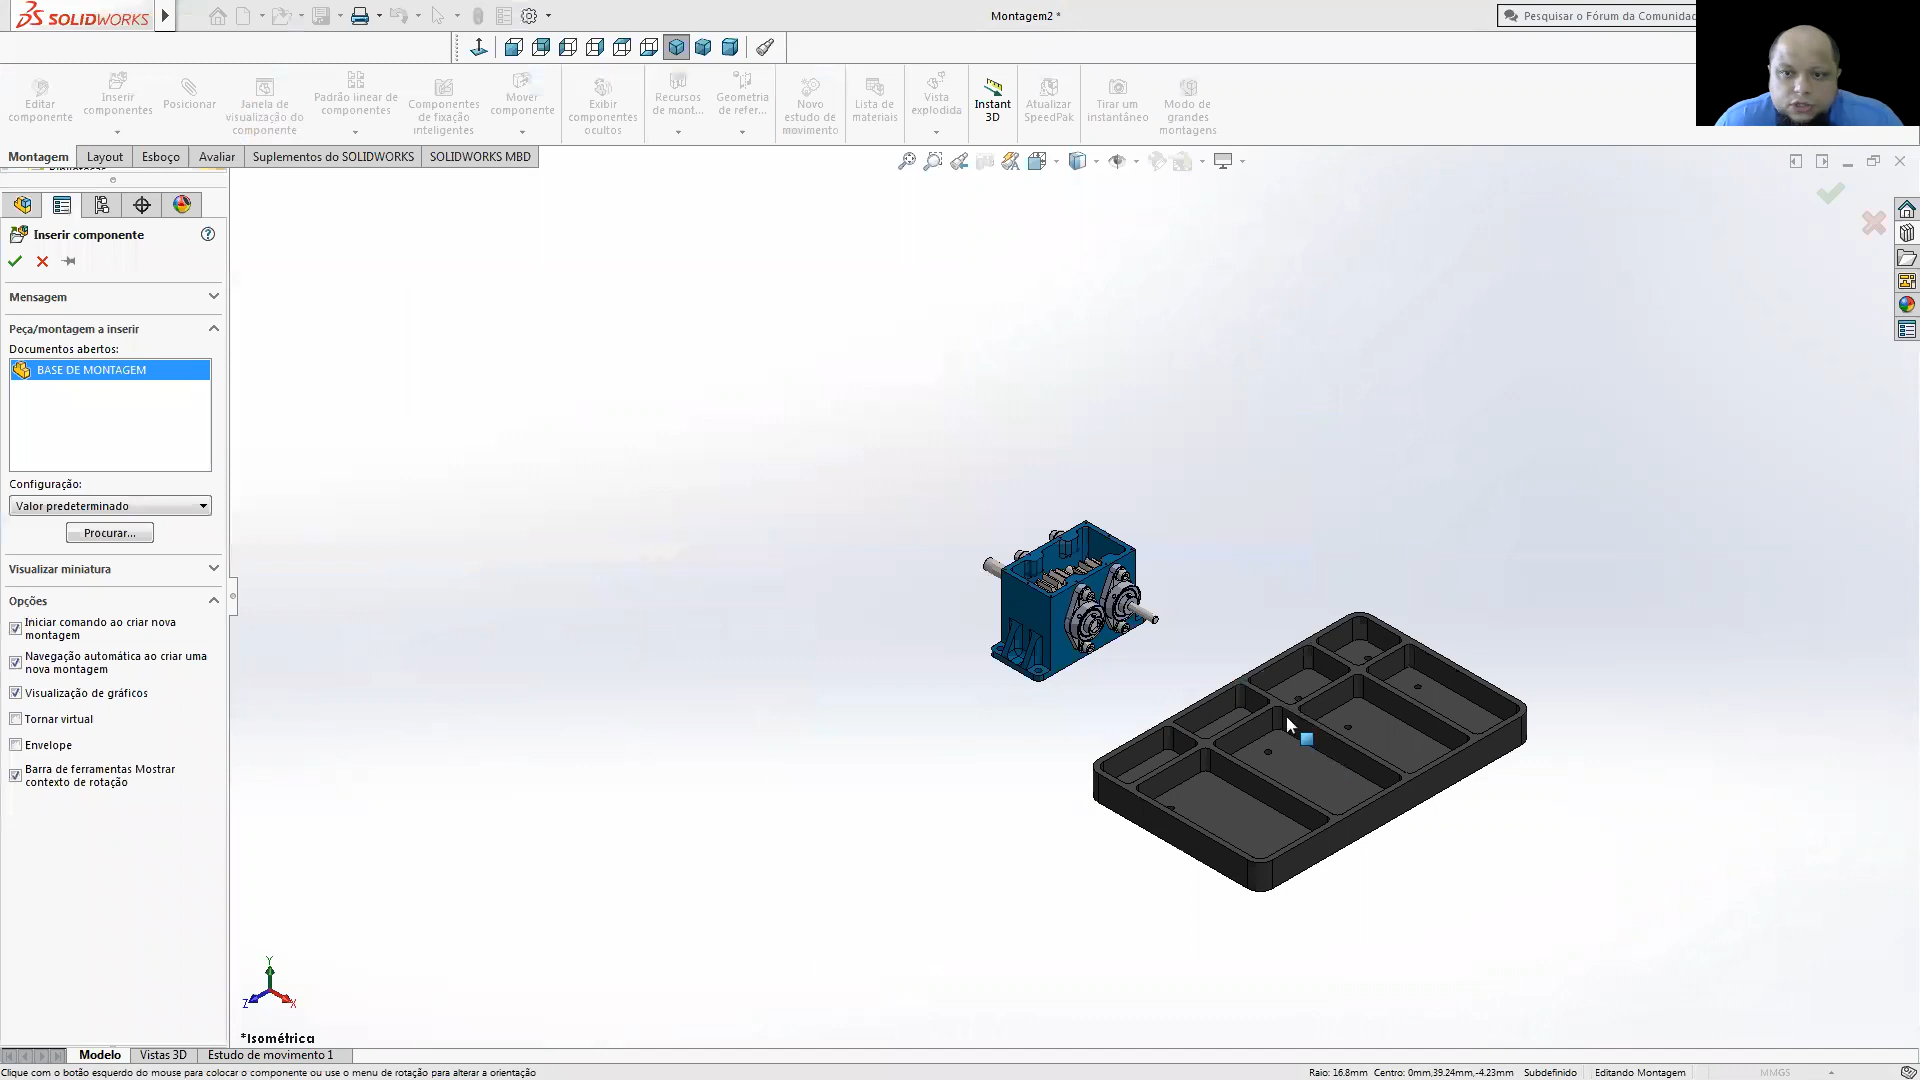 SOLIDWORKS
Montagem2 *
Pesquisar o Fórum da Comunidad
Editar componente
Inserir componentes
Posicionar
Janela de visualização do componente
Padrão linear de componentes
Componentes de fixação inteligentes
Mover componente
Exibir componentes ocultos
Recursos de mont...
Geometria de refer...
Novo estudo de movimento
Lista de materiais
Vista explodida
Instant 3D
Atualizar SpeedPak
Tirar um instantâneo
Modo de grandes montagens
Montagem
Layout
Esboço
Avaliar
Suplementos do SOLIDWORKS
SOLIDWORKS MBD
Inserir componente
Mensagem
Peça/montagem a inserir
Documentos abertos:
BASE DE MONTAGEM
Configuração:
Valor predeterminado
Procurar...
Visualizar miniatura
Opções
Iniciar comando ao criar nova
montagem
Navegação automática ao criar uma
nova montagem
Visualização de gráficos
Tornar virtual
Envelope
Barra de ferramentas Mostrar
contexto de rotação
Y
Z
X
*Isométrica
Modelo
Vistas 3D
Estudo de movimento 1
Clique com o botão esquerdo do mouse para colocar o componente ou use o menu de rotação para alterar a orientação
Raio: 16.8mm Centro: 0mm,39.24mm,-4.23mm
Subdefinido
Editando Montagem
MMGS